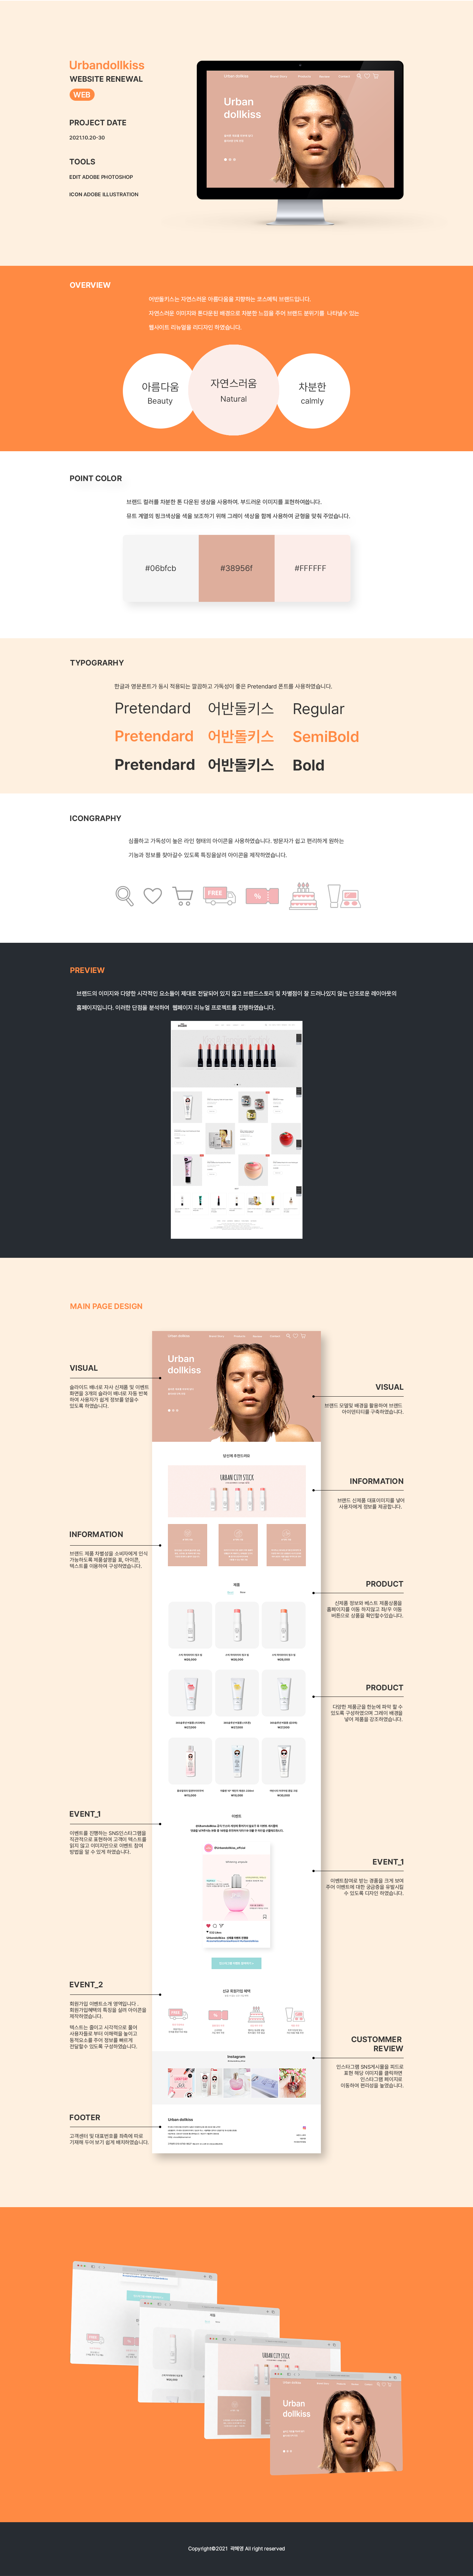 Urbandollkiss
WEBSITE RENEWAL
WEB
PROJECT DATE
2021.10.20-30
TOOLS
EDIT ADOBE PHOTOSHOP
ICON ADOBE ILLUSTRATION
Urban dollkiss
Urban
dollkiss
OVERVIEW
어반돌키스는 자연스러운 아름다움을 지향하는 코스메틱 브랜드입니다.
자연스러운 이미지와 톤다운된 배경으로 차분한 느낌을 주어 브랜드 분위기를 나타낼수 있는
웹사이트 리뉴얼을 리디자인 하였습니다.
아름다움
Beauty
자연스러움
Natural
차분한
calmly
POINT COLOR
브랜드 컬러를 차분한 톤 다운된 색상을 사용하여, 부드러운 이미지를 표현하여씁니다.
뮤트 계열의 핑크색상을 색을 보조하기 위해 그레이 색상을 함께 사용하여 균형을 맞춰 주었습니다.
#06bfcb
#38956f
#FFFFFF
TYPOGRARHY
한글과 영문폰트가 동시 적용되는 깔끔하고 가독성이 좋은 Pretendard 폰트를 사용하였습니다.
Pretendard 어반돌키스 Regular
Pretendard 어반돌키스 SemiBold
Pretendard 어반돌키스 Bold
ICONGRAPHY
심플하고 가독성이 높은 라인 형태의 아이콘을 사용하였습니다. 방문자가 쉽고 편리하게 원하는
기능과 정보를 찾아갈수 있도록 특징을살려 아이콘을 제작하였습니다.
FREE
%
PREVIEW
브랜드의 이미지와 다양한 시각적인 요소들이 제대로 전달되어 있지 않고 브랜드스토리 및 차별점이 잘 드러나있지 않는 단조로운 레이아웃의
홈페이지입니다. 이러한 단점을 분석하여 웹페이지 리뉴얼 프로젝트를 진행하였습니다.
MAIN PAGE DESIGN
VISUAL
슬라이드 배너로 자사 신제품 및 이벤트
화면을 3개의 슬라이 배너로 자동 반복
하여 사용자가 쉽게 정보를 얻을수
있도록 하였습니다.
Urban dollkiss
Urban
dollkiss
VISUAL
브랜드 모델및 배경을 활용하여 브랜드
아이덴티티를 구축하였습니다.
URBAN CITY STICK
INFORMATION
브랜드 신제품 대표이미지를 넣어
사용자에게 정보를 제공합니다.
INFORMATION
브랜드 제품 차별성을 소비자에게 인식
가능하도록 제품설명을 표, 아이콘,
텍스트를 이용하여 구성하였습니다.
제품
PRODUCT
신제품 정보와 베스트 제품상품을
홈페이지를 이동 하지않고 좌/우 이동
버튼으로 상품을 확인할수있습니다.
PRODUCT
다양한 제품군을 한눈에 파악 할 수
있도록 구성하였으며 그레이 배경을
넣어 제품을 강조하였습니다.
이벤트
EVENT_1
이벤트를 진행하는 SNS인스타그램을
직관적으로 표현하여 고객이 텍스트를
읽지 않고 이미지만으로 이벤트 참여
방법을 알 수 있게 하였습니다.
EVENT_1
이벤트참여로 받는 경품을 크게 보여
주어 이벤트에 대한 궁금증을 유발시킬
수 있도록 디자인 하였습니다.
신규 회원가입 혜택
EVENT_2
회원가입 이벤트소개 영역입니다 .
회원가입혜택의 특징을 살려 아이콘을
제작하였습니다.
텍스트는 줄이고 시각적으로 풀어
사용자들로 부터 이해력을 높이고
동적요소를 주어 정보를 빠르게
전달할수 있도록 구성하였습니다.
CUSTOMMER
REVIEW
인스타그램 SNS게시물을 피드로
표현 해당 이미지를 클릭하면
인스타그램 페이지로
이동하여 편리성을 높였습니다.
Instagram
FOOTER
고객센터 및 대표번호를 좌측에 따로
기재해 두어 보기 쉽게 배치하였습니다.
Urban dollkiss
URBAN CITY STICK
Urban
dollkiss
Copyright©2021 곽혜영 All right reserved